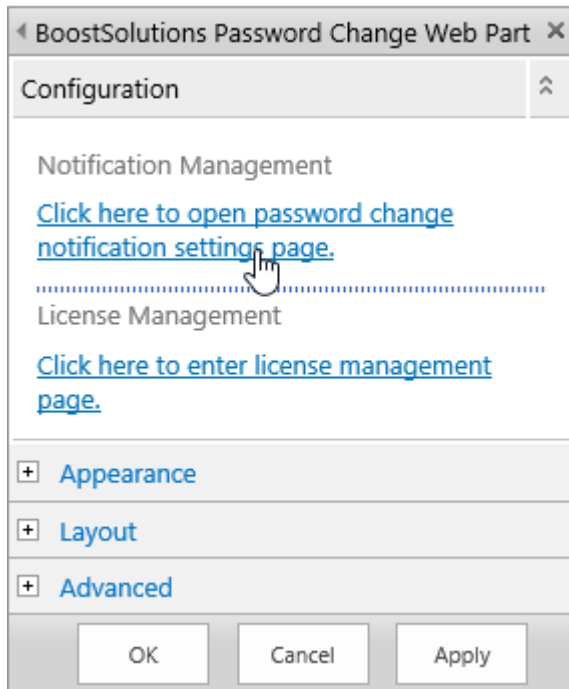 BoostSolutions Password Change Web Part
Configuration
Notification Management
Click here to open password change
notification settings page.
License Management
Click here to enter license management
page.
Appearance
Layout
Advanced
OK Cancel Apply